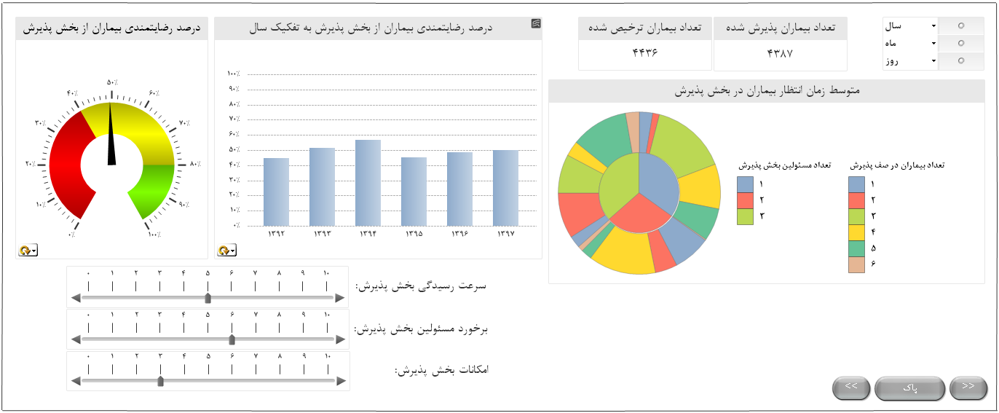 درصد رضایتمندی بیماران از بخش پذیرش
۰٪
۱۰٪
۲۰٪
۳۰٪
۴۰٪
۵۰٪
۶۰٪
۷۰٪
۸۰٪
۹۰٪
۱۰۰٪
درصد رضایتمندی بیماران از بخش پذیرش به تفکیک سال
۱۰۰٪
۹۰٪
۸۰٪
۷۰٪
۶۰٪
۵۰٪
۴۰٪
۳۰٪
۲۰٪
۱۰٪
۰٪
۱۳۹۲ ۱۳۹۳ ۱۳۹۴ ۱۳۹۵ ۱۳۹۶ ۱۳۹۷
تعداد بیماران پذیرش شده
۴۳۸۷
تعداد بیماران ترخیص شده
۴۴۳۶
سال
ماه
روز
متوسط زمان انتظار بیماران در بخش پذیرش
تعداد مسئولین بخش پذیرش
۱
۲
۳
تعداد بیماران در صف پذیرش
۱
۲
۳
۴
۵
۶
سرعت رسیدگی بخش پذیرش:
۰ ۱ ۲ ۳ ۴ ۵ ۶ ۷ ۸ ۹ ۱۰
برخورد مسئولین بخش پذیرش:
۰ ۱ ۲ ۳ ۴ ۵ ۶ ۷ ۸ ۹ ۱۰
امکانات بخش پذیرش:
۰ ۱ ۲ ۳ ۴ ۵ ۶ ۷ ۸ ۹ ۱۰
>>
پاک
<<